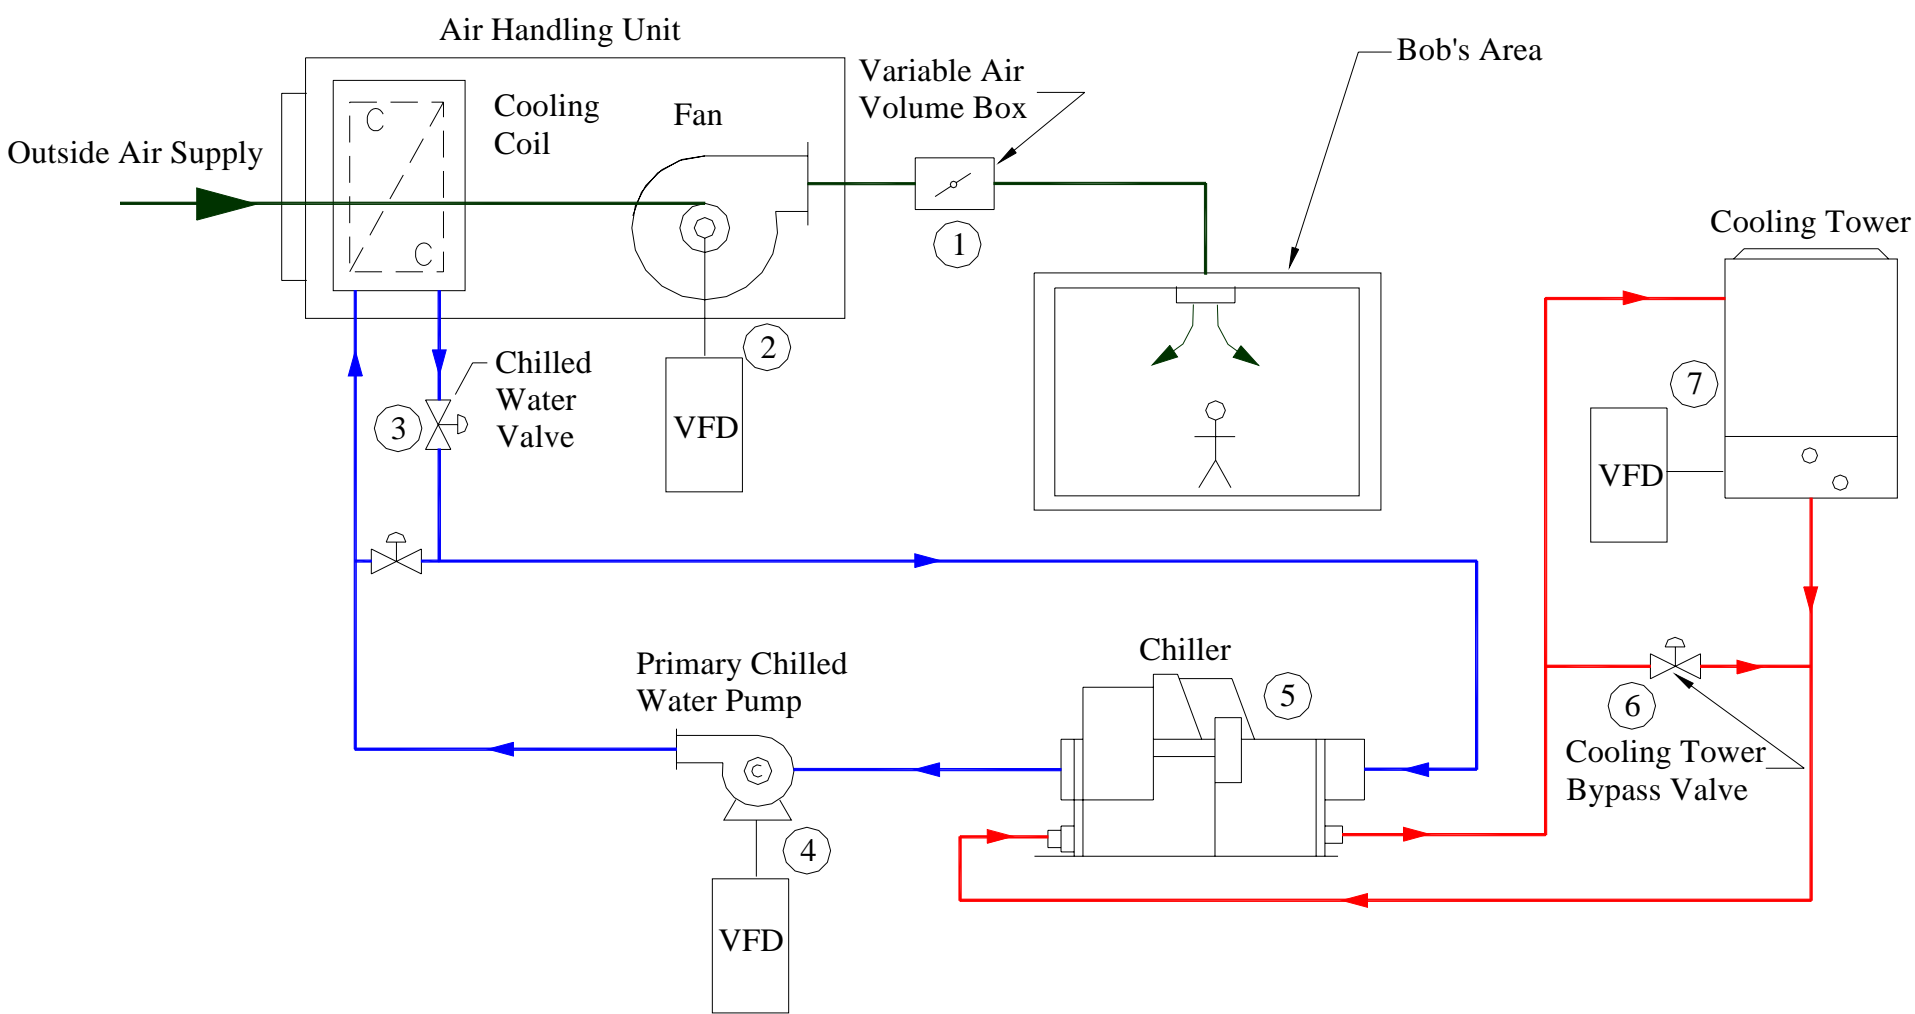 Air Handling Unit
Bob's Area
Variable Air
Volume Box
Cooling
Coil
Fan
Outside Air Supply
C
C
1
Cooling Tower
2
Chilled
Water
Valve
3
VFD
7
VFD
Primary Chilled
Water Pump
Chiller
5
6
Cooling Tower
Bypass Valve
C
4
VFD